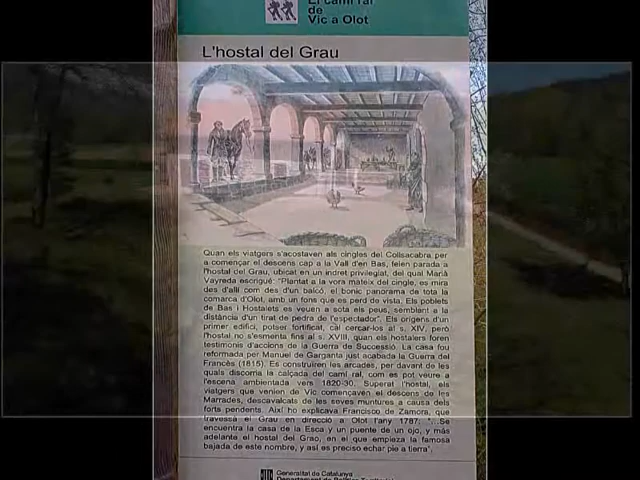 El camí ral
de
Vic a Olot
L'hostal del Grau
Quan els viatgers s'acostaven als cingles del Collsacabra per
a començar el descens cap a la Vall d'en Bas, feien parada a
l'hostal del Grau, ubicat en un indret privilegiat, del qual Marià
Vayreda escrigué: "Plantat a la vora mateix del cingle, es mira
des d'allí com des d'un balcó, el bonic panorama de tota la
comarca d'Olot, amb un fons que es perd de vista. Els poblets
de Bas i Hostalets es veuen a sota els peus, semblant a la
distància d'un tirat de pedra de l'espectador". Els orígens d'un
primer edifici, potser fortificat, cal cercar-los al s. XIV, però
l'hostal no s'esmenta fins al s. XVIII, quan els hostalers foren
testimonis d'accions de la Guerra de Successió. La casa fou
reformada per Manuel de Garganta just acabada la Guerra del
Francès (1815). Es construïren les arcades, per davant de les
quals discorria la calçada del camí ral, com es pot veure a
l'escena ambientada vers 1820-30. Superat l'hostal, els
viatgers que venien de Vic començaven el descens de les
Marrades, descavalcats de les seves muntures a causa dels
forts pendents. Així ho explicava Francisco de Zamora, que
travessà el Grau en direcció a Olot l'any 1787: "...Se
encuentra la casa de la Esca y un puente de un ojo, y más
adelante el hostal del Grao, en el que empieza la famosa
bajada de este nombre, y así es preciso echar pie a tierra".
Generalitat de Catalunya
Departament de Política Territorial